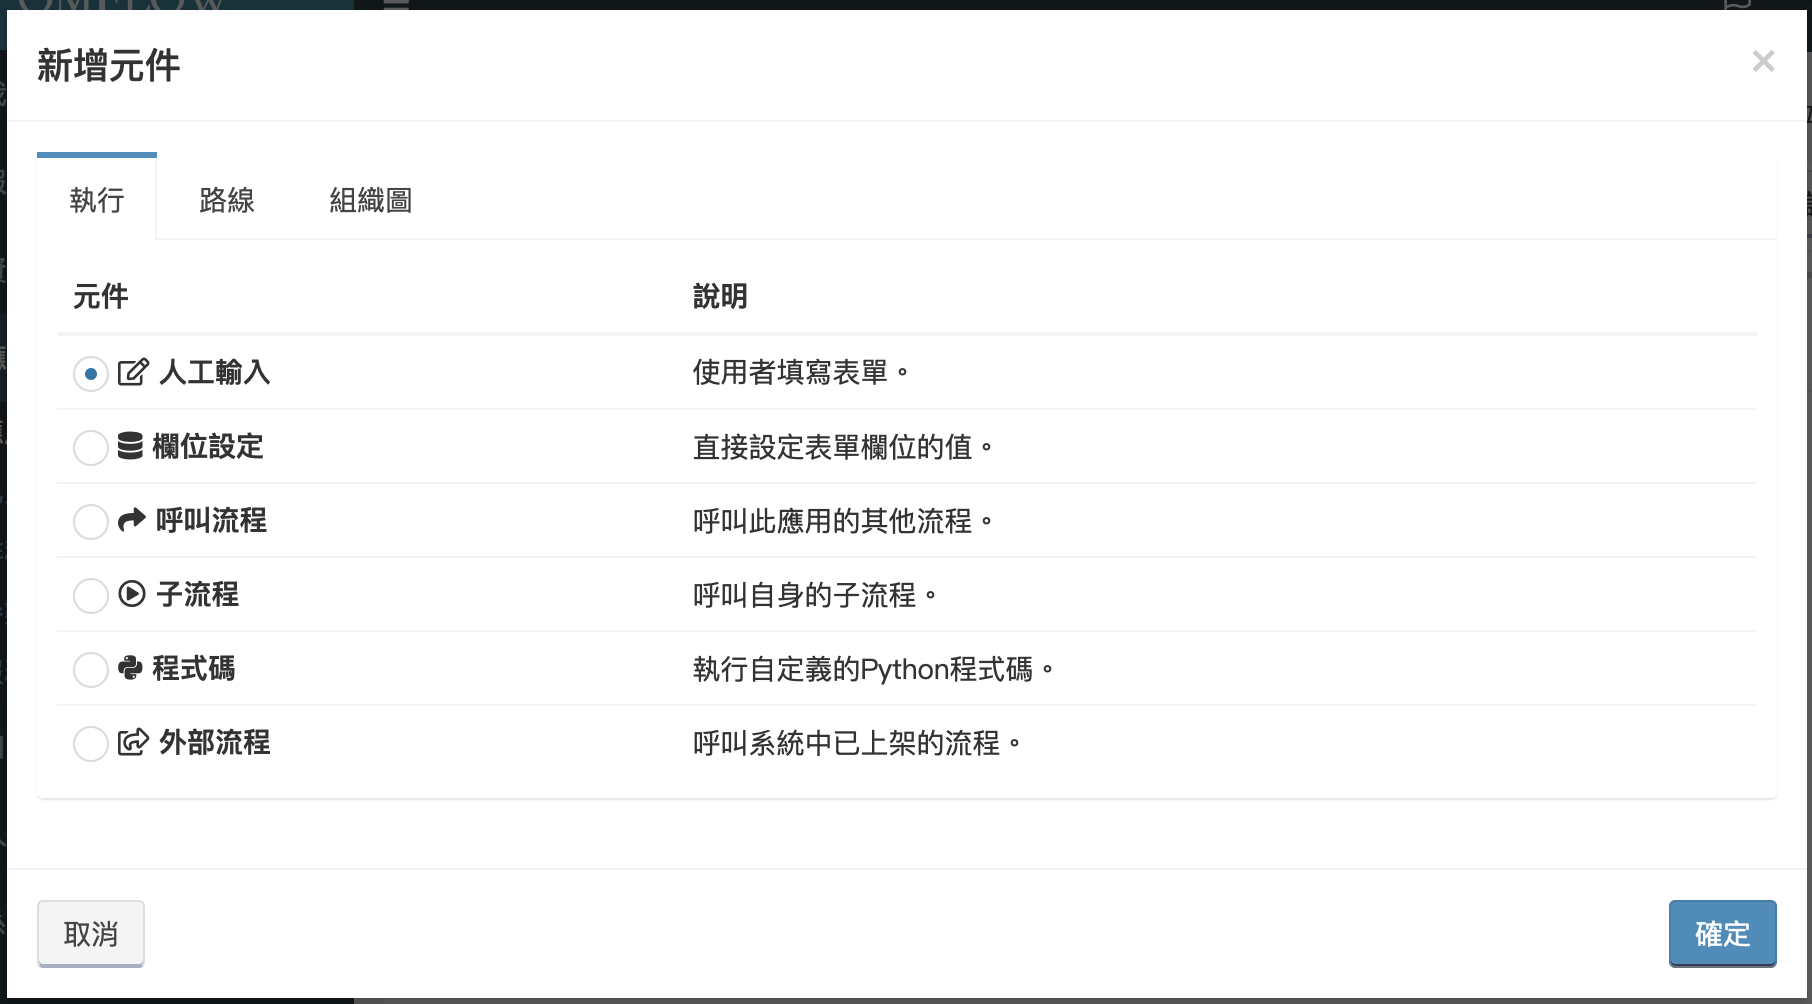 新增元件
×
執行 路線 組織圖
元件 說明
人工輸入 使用者填寫表單。
欄位設定 直接設定表單欄位的值。
呼叫流程 呼叫此應用的其他流程。
子流程 呼叫自身的子流程。
程式碼 執行自定義的Python程式碼。
外部流程 呼叫系統中已上架的流程。
取消 確定